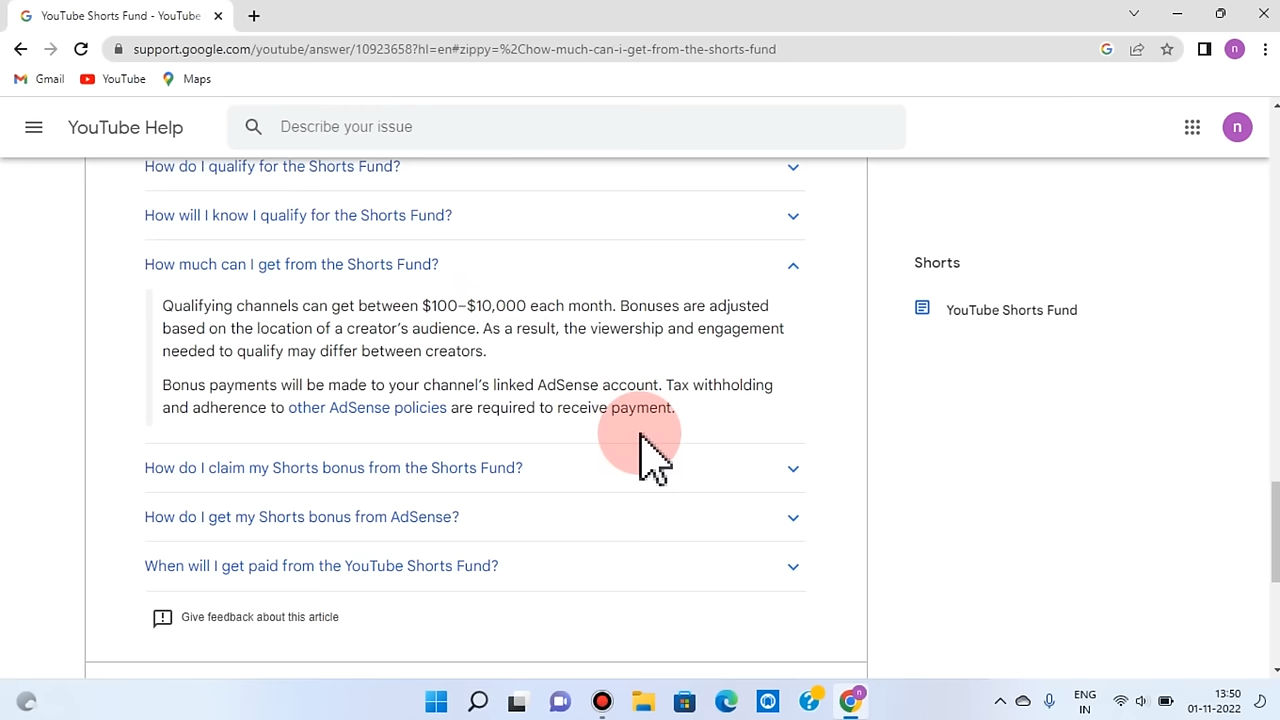 YouTube Shorts Fund - YouTube
support.google.com/youtube/answer/10923658?hl=en#zippy=%2Chow-much-can-i-get-from-the-shorts-fund
n
Gmail
YouTube
Maps
YouTube Help
Describe your issue
n
How do I qualify for the Shorts Fund?
How will I know I qualify for the Shorts Fund?
How much can I get from the Shorts Fund?
Qualifying channels can get between $100–$10,000 each month. Bonuses are adjusted
based on the location of a creator’s audience. As a result, the viewership and engagement
needed to qualify may differ between creators.
Bonus payments will be made to your channel’s linked AdSense account. Tax withholding
and adherence to other AdSense policies are required to receive payment.
How do I claim my Shorts bonus from the Shorts Fund?
How do I get my Shorts bonus from AdSense?
When will I get paid from the YouTube Shorts Fund?
Give feedback about this article
Shorts
YouTube Shorts Fund
n
ENG
IN
13:50
01-11-2022